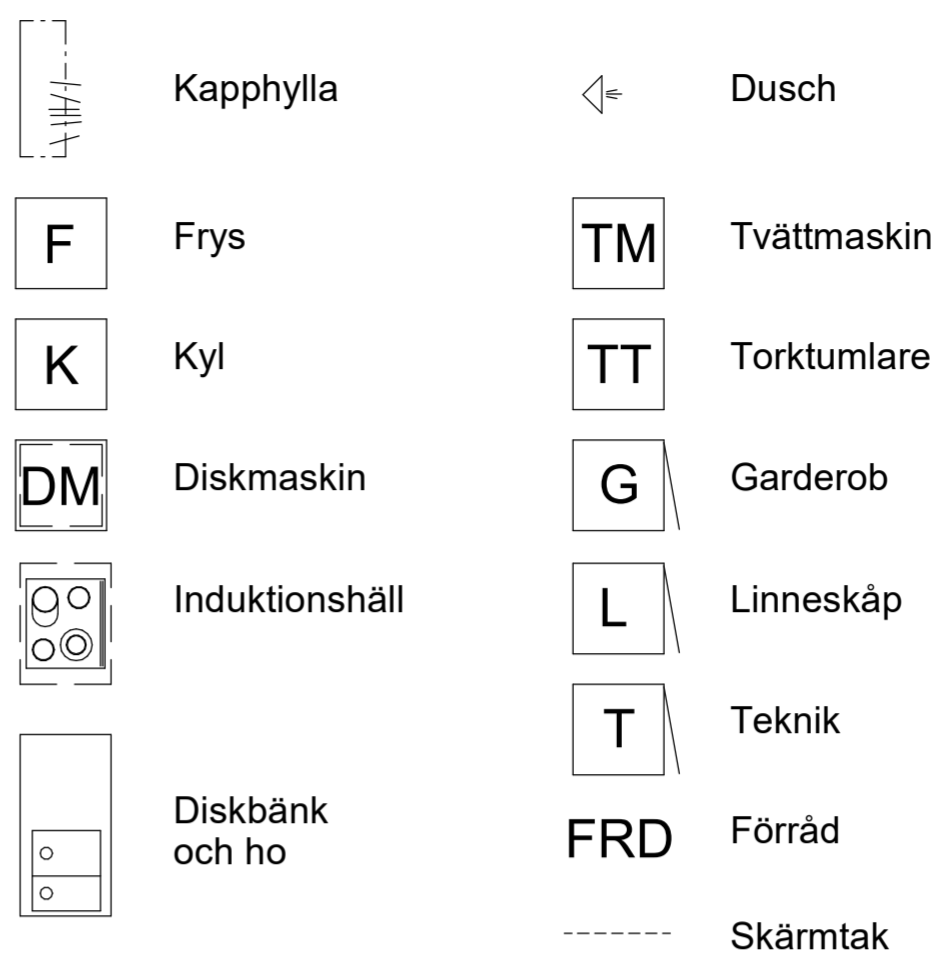 Kapphylla
F Frys
K Kyl
DM Diskmaskin
Induktionshäll
Diskbänk
och ho
Dusch
TM Tvättmaskin
TT Torktumlare
G Garderob
L Linneskåp
T Teknik
FRD Förråd
Skärmtak